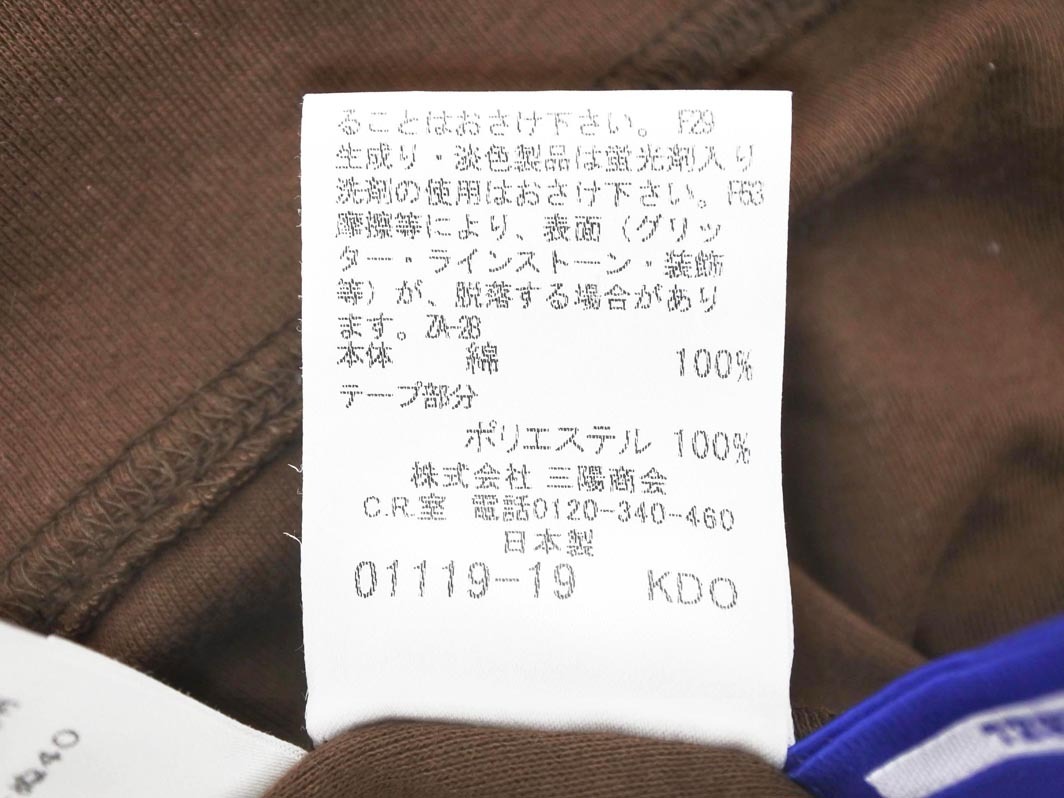 ることはおさけ下さい。F29
生成り・淡色製品は蛍光剤入り
洗剤の使用はおさけ下さい。F53
摩擦等により、表面（グリッ
ター・ラインストーン・装飾
等）が、脱落する場合があり
ます。ZA-28
本体 綿 100%
テープ部分
ポリエステル 100%
株式会社 三陽商会
C.R.室 電話0120-340-460
日本製
01119-19 KDO
ぬ40